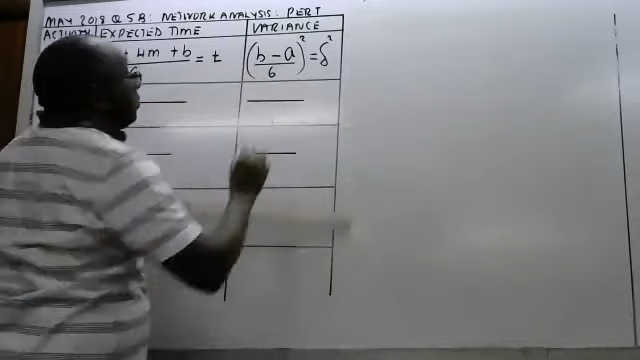 MAY 2018 Q 5B: NETWORK ANALYSIS: PERT
ACTIVITY EXPECTED TIME VARIANCE
+ 4m + b = t
(b - a / 6)² = δ²